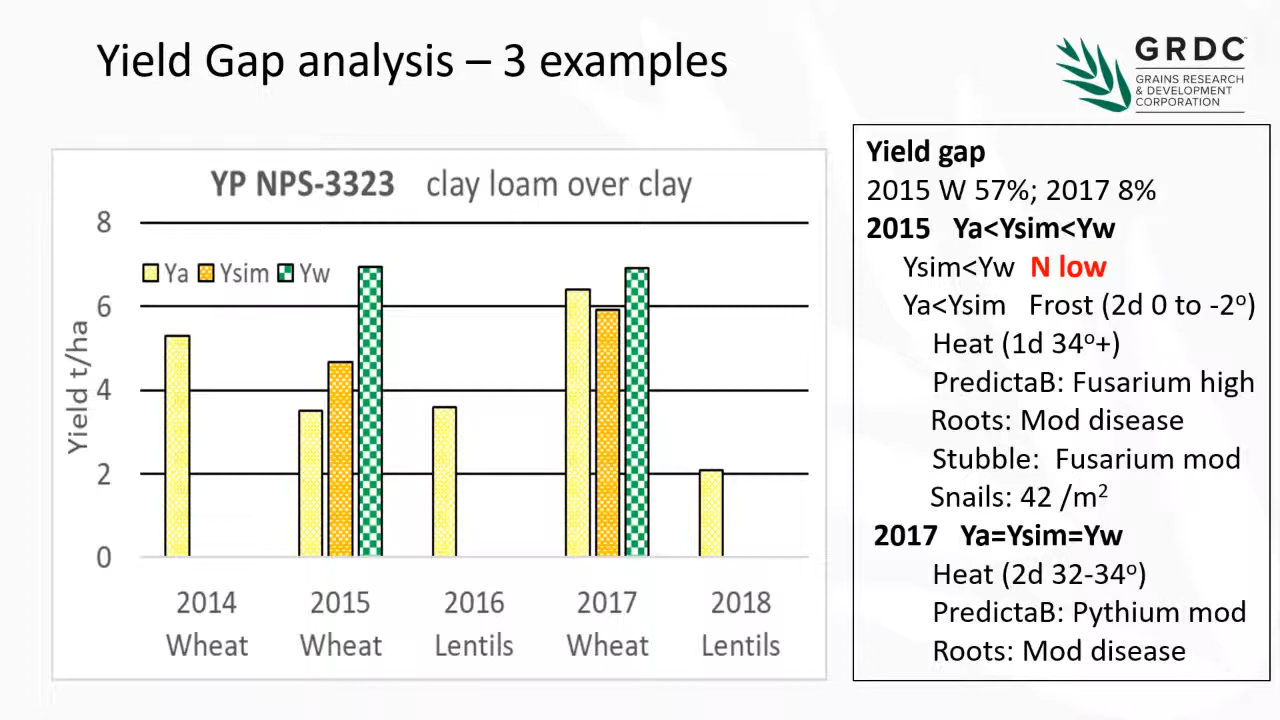 Yield Gap analysis – 3 examples
GRDC™
GRAINS RESEARCH
& DEVELOPMENT
CORPORATION
YP NPS-3323 clay loam over clay
Yield t/ha
8
6
4
2
0
Ya Ysim Yw
2014 2015 2016 2017 2018
Wheat Wheat Lentils Wheat Lentils
Yield gap
2015 W 57%; 2017 8%
2015 Ya<Ysim<Yw
Ysim<Yw N low
Ya<Ysim Frost (2d 0 to -2º)
Heat (1d 34º+)
PredictaB: Fusarium high
Roots: Mod disease
Stubble: Fusarium mod
Snails: 42 /m²
2017 Ya=Ysim=Yw
Heat (2d 32-34º)
PredictaB: Pythium mod
Roots: Mod disease